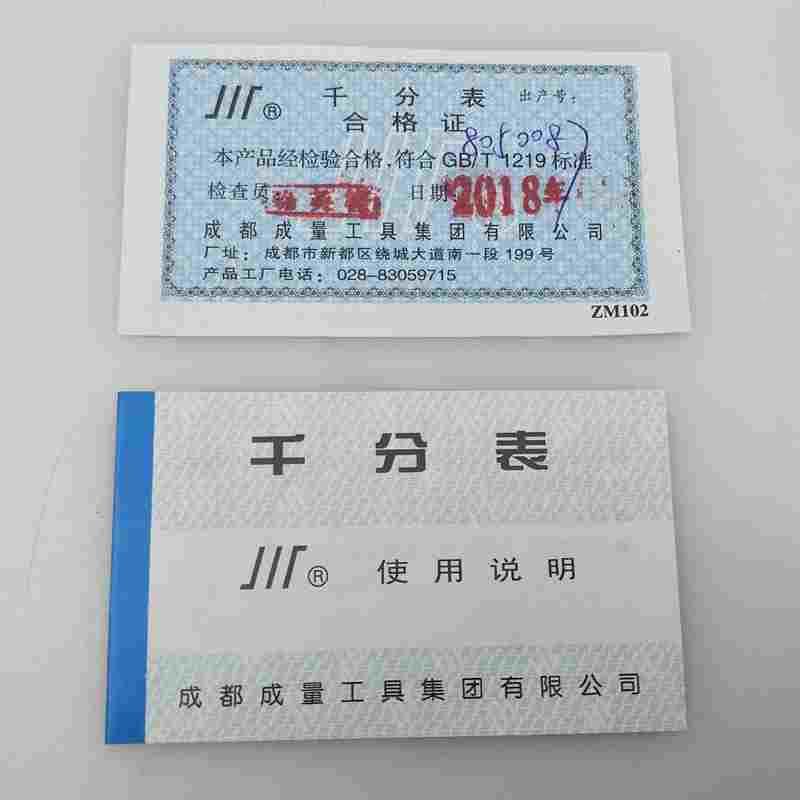 川® 千分表 出产号:
合格证
805008
本产品经检验合格,符合GB/T 1219标准
检查员: 日期: 2018年
成都成量工具集团有限公司
厂址:成都市新都区绕城大道南一段199号
产品工厂电话:028-83059715
ZM102
千分表
川® 使用说明
成都成量工具集团有限公司